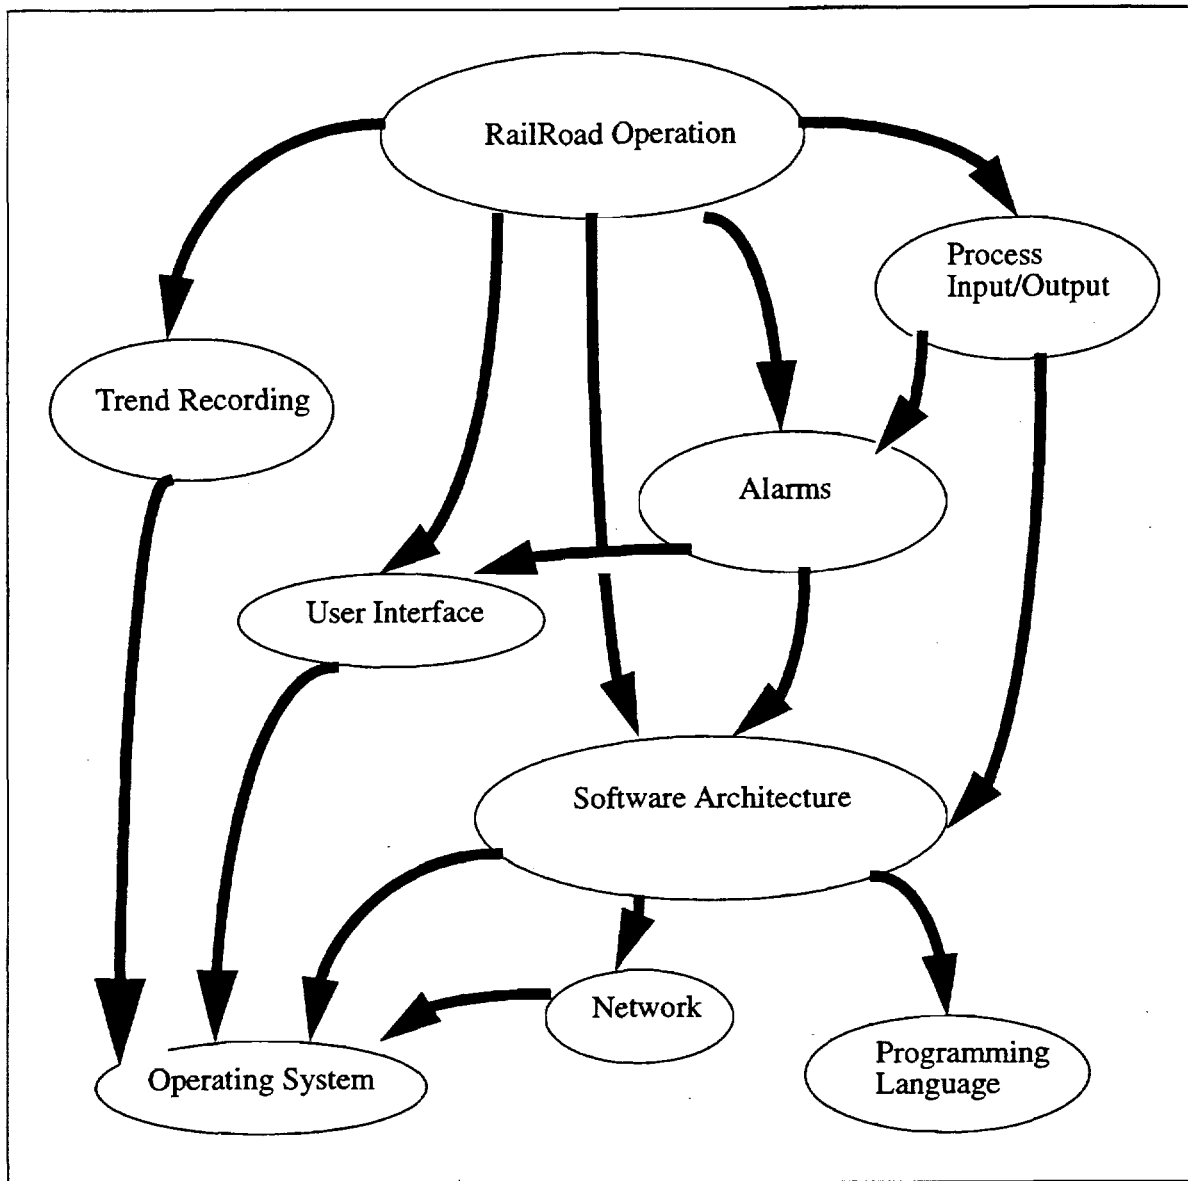 RailRoad Operation
Process
Input/Output
Trend Recording
Alarms
User Interface
Software Architecture
Network
Programming
Language
Operating System